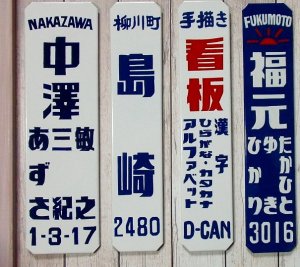 NAKAZAWA
中澤
敏之
三紀
あずさ
1-3-17
柳川町
島崎
2480
手描き
看板
漢字
ひらがな・カタカナ
アルファベット
D-CAN
FUKUMOTO
福元
たかひと
ゆき
ひかり
3016